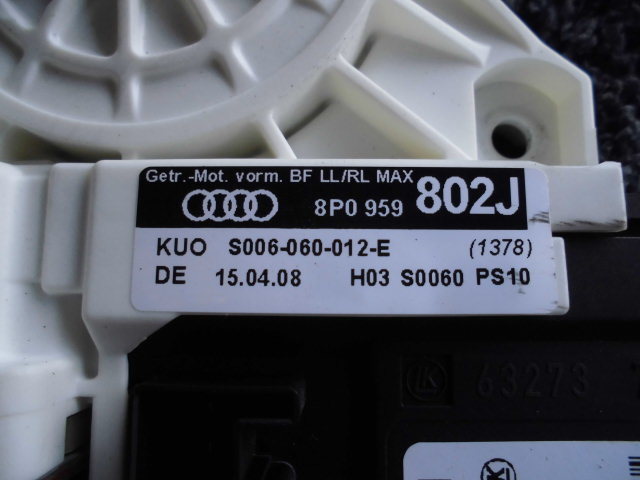 Getr.-Mot. vorm. BF LL/RL MAX
8P0 959 802J
KUO S006-060-012-E (1378)
DE 15.04.08 H03 S0060 PS10
LK 63273